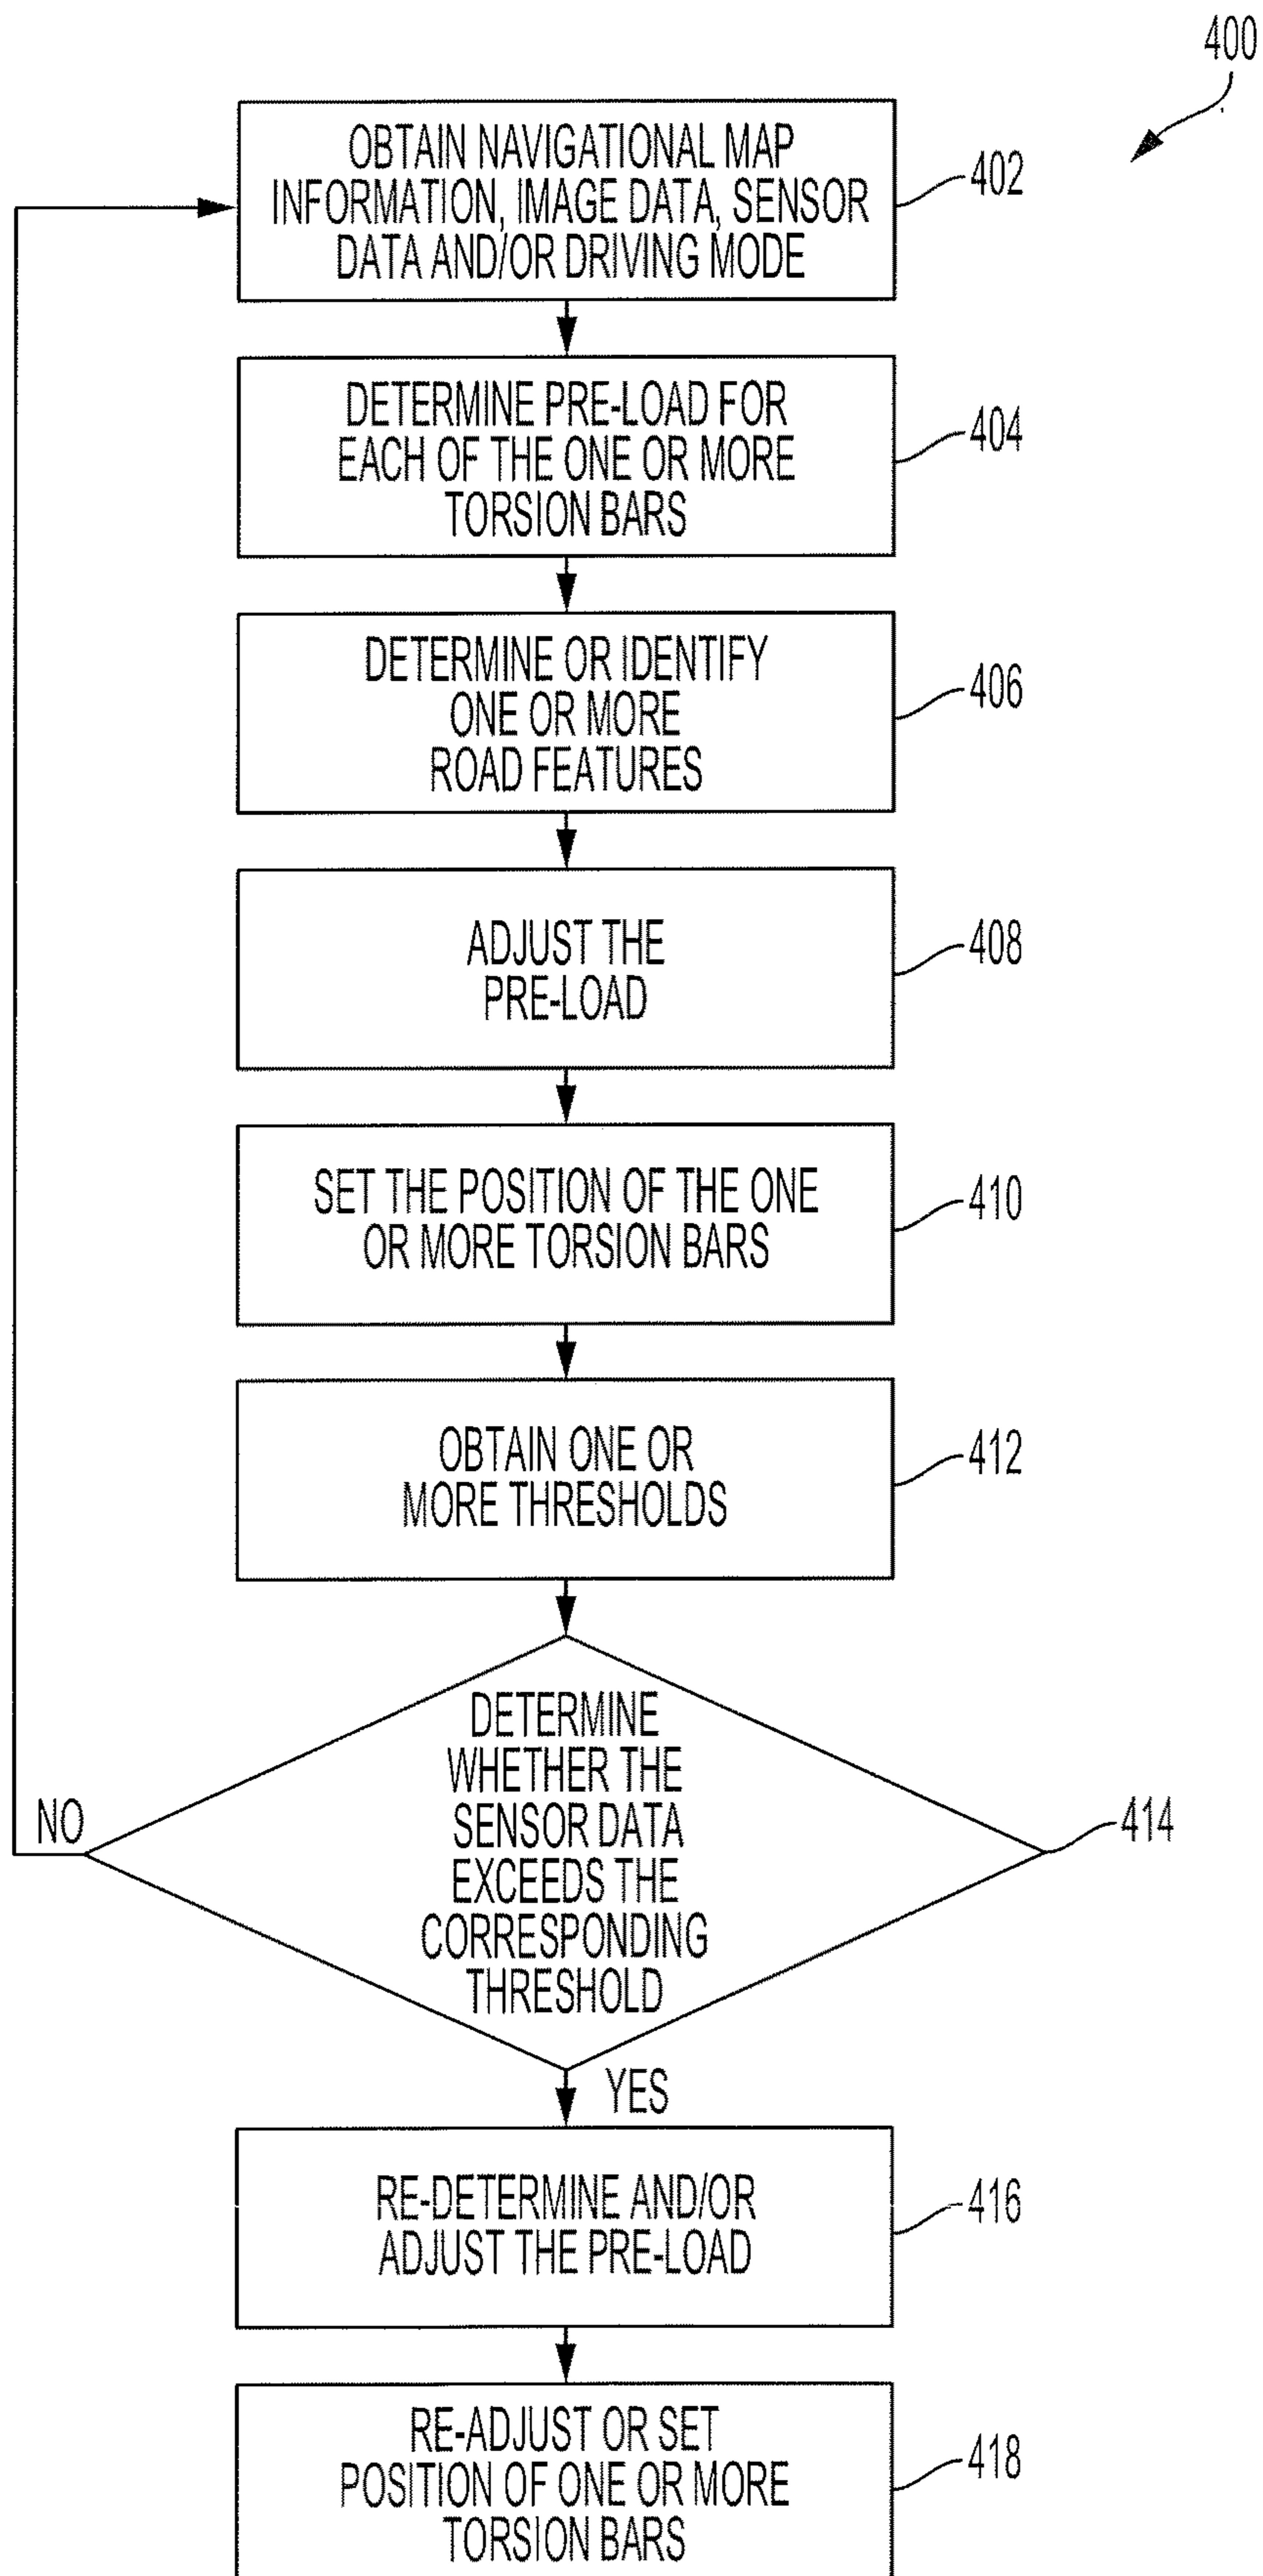 400
OBTAIN NAVIGATIONAL MAP
INFORMATION, IMAGE DATA, SENSOR
DATA AND/OR DRIVING MODE
402
DETERMINE PRE-LOAD FOR
EACH OF THE ONE OR MORE
TORSION BARS
404
DETERMINE OR IDENTIFY
ONE OR MORE
ROAD FEATURES
406
ADJUST THE
PRE-LOAD
408
SET THE POSITION OF THE ONE
OR MORE TORSION BARS
410
OBTAIN ONE OR
MORE THRESHOLDS
412
DETERMINE
WHETHER THE
SENSOR DATA
EXCEEDS THE
CORRESPONDING
THRESHOLD
414
NO
YES
RE-DETERMINE AND/OR
ADJUST THE PRE-LOAD
416
RE-ADJUST OR SET
POSITION OF ONE OR MORE
TORSION BARS
418